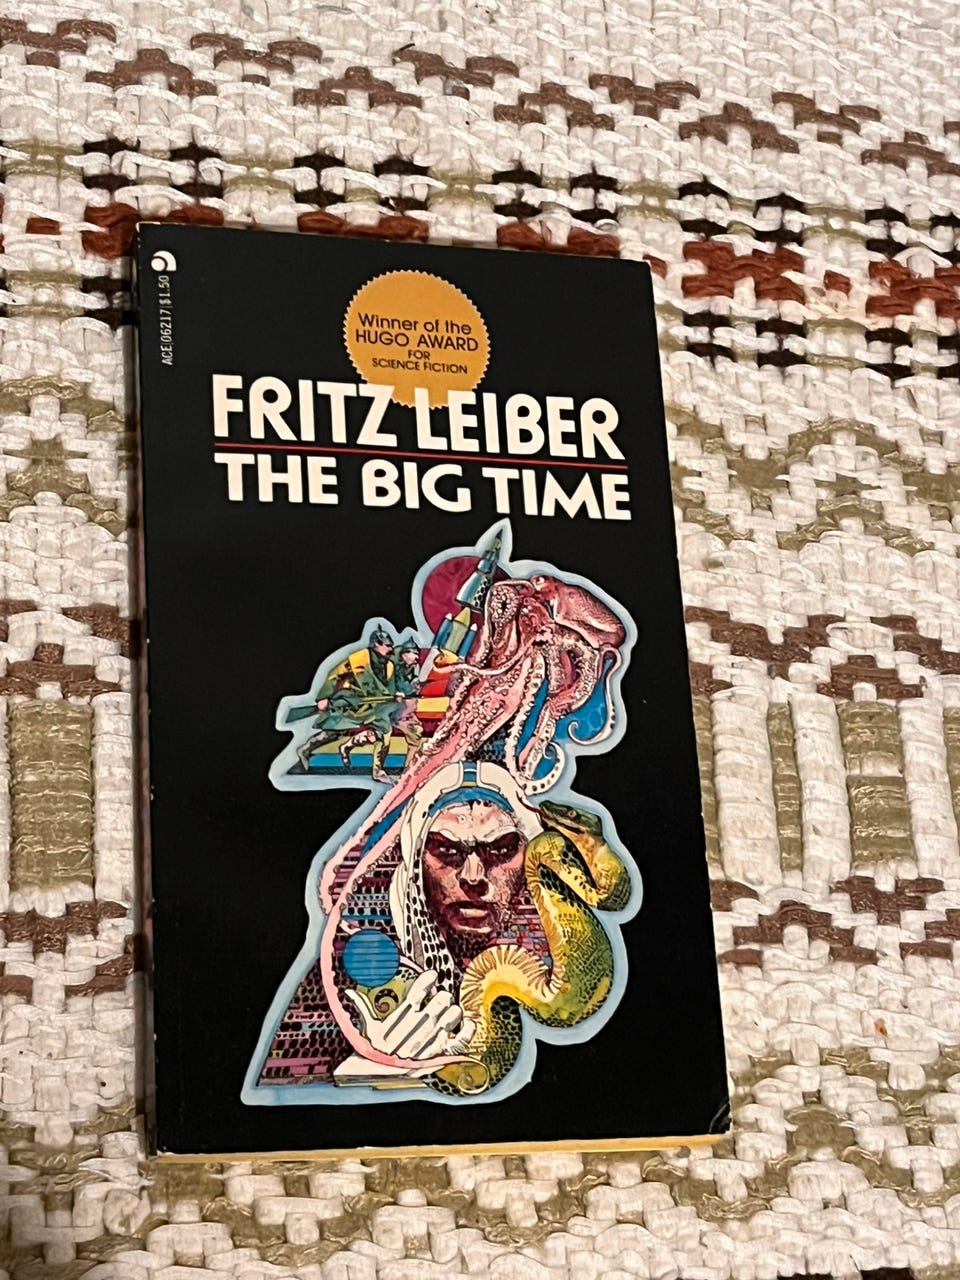 ACE|06217|$1.50
Winner of the
HUGO AWARD
FOR
SCIENCE FICTION
FRITZ LEIBER
THE BIG TIME